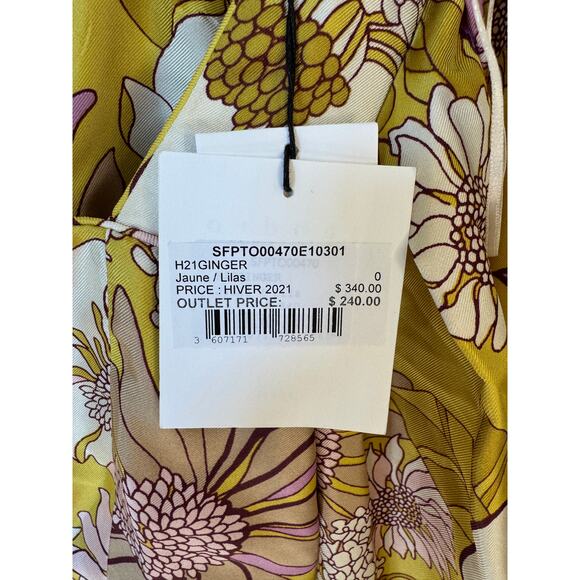 SFPTO00470E10301
H21GINGER
Jaune / Lilas 0
PRICE : HIVER 2021 $ 340.00
OUTLET PRICE: $ 240.00
3 607171 728565